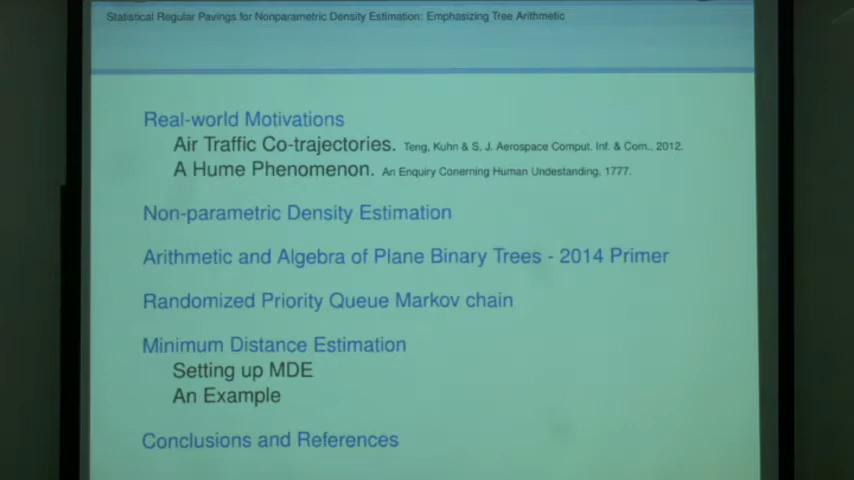 Statistical Regular Pavings for Nonparametric Density Estimation: Emphasizing Tree Arithmetic
Real-world Motivations
Air Traffic Co-trajectories. Teng, Kuhn & S, J. Aerospace Comput. Inf. & Com., 2012.
A Hume Phenomenon. An Enquiry Conerning Human Undestanding, 1777.
Non-parametric Density Estimation
Arithmetic and Algebra of Plane Binary Trees - 2014 Primer
Randomized Priority Queue Markov chain
Minimum Distance Estimation
Setting up MDE
An Example
Conclusions and References